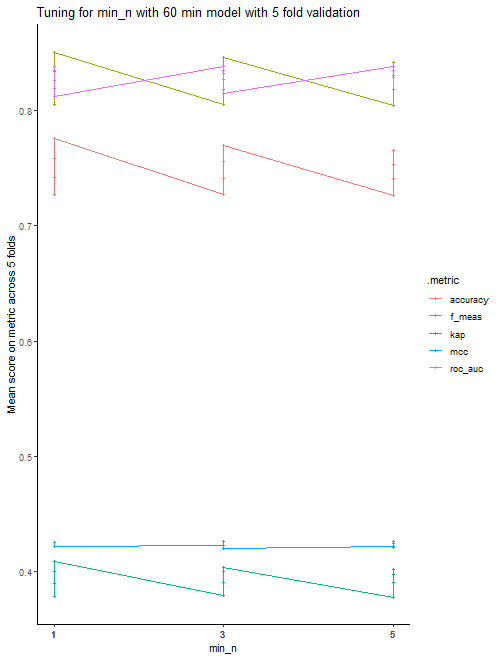 Tuning for min_n with 60 min model with 5 fold validation
0.8
0.7
0.6
0.5
0.4
Mean score on metric across 5 folds
1
3
5
min_n
.metric
accuracy
f_meas
kap
mcc
roc_auc